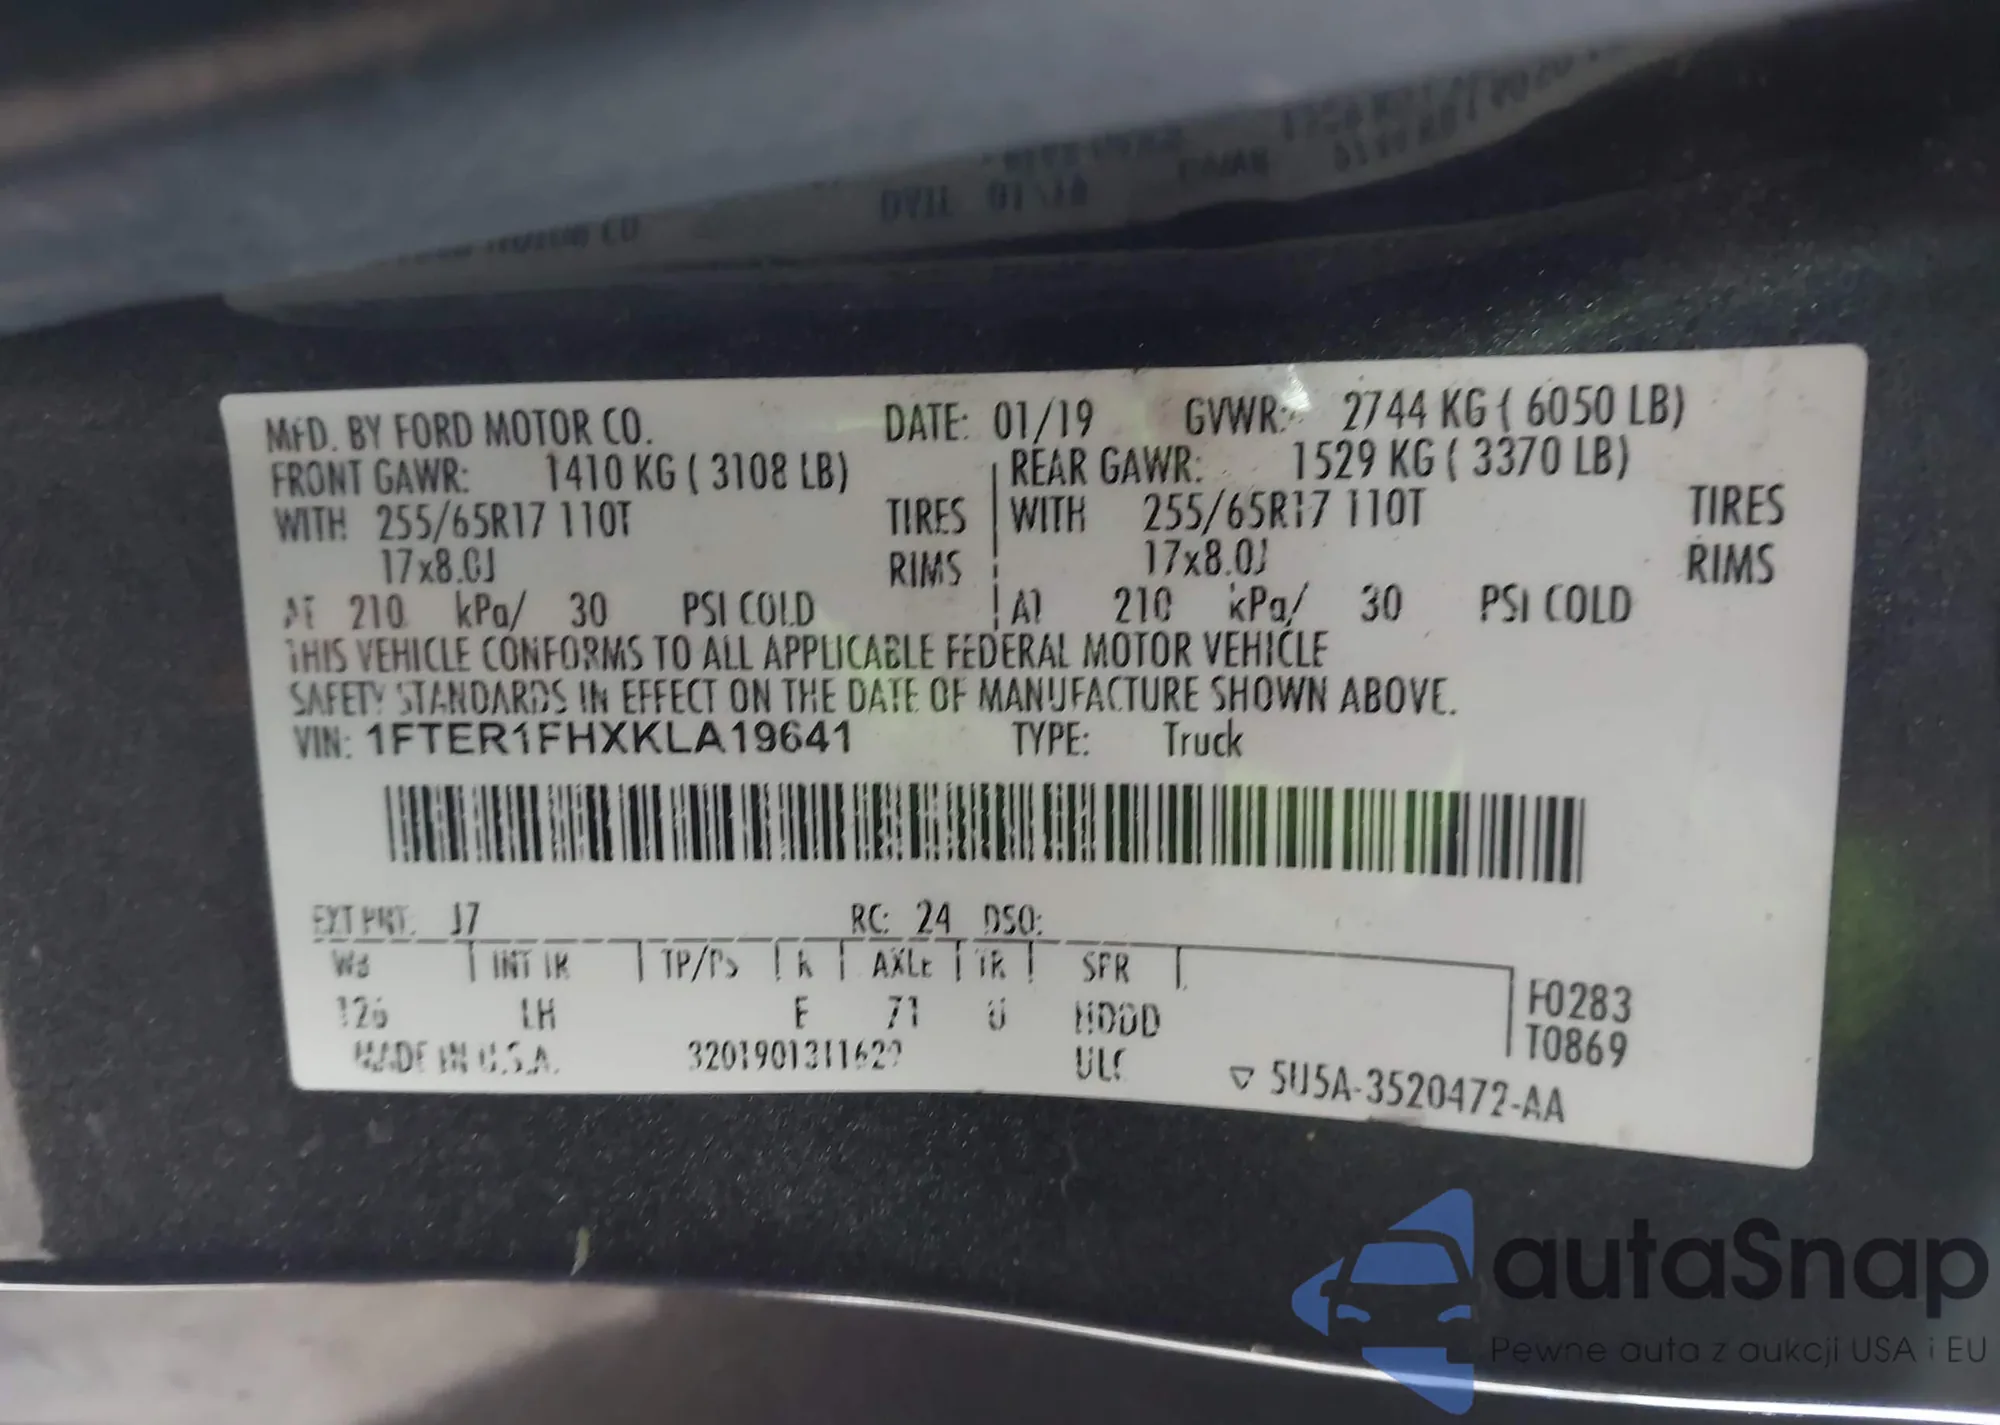 MFD. BY FORD MOTOR CO. DATE: 01/19 GVWR: 2744 KG ( 6050 LB)
FRONT GAWR: 1410 KG ( 3108 LB) REAR GAWR: 1529 KG ( 3370 LB)
WITH 255/65R17 110T TIRES WITH 255/65R17 110T TIRES
17x8.0J RIMS 17x8.0J RIMS
AT 210 kPa/ 30 PSI COLD AT 210 kPa/ 30 PSI COLD
THIS VEHICLE CONFORMS TO ALL APPLICABLE FEDERAL MOTOR VEHICLE
SAFETY STANDARDS IN EFFECT ON THE DATE OF MANUFACTURE SHOWN ABOVE.
VIN: 1FTER1FHXKLA19641 TYPE: Truck
EXT PNT: J7 RC: 24 DSO:
WB INT TR TP/PS R AXLE TR SPR
126 LH E 71 U F0283
T0869
MADE IN U.S.A. ULC ▽ 5U5A-3520472-AA
autaSnap
Pewne auta z aukcji USA i EU